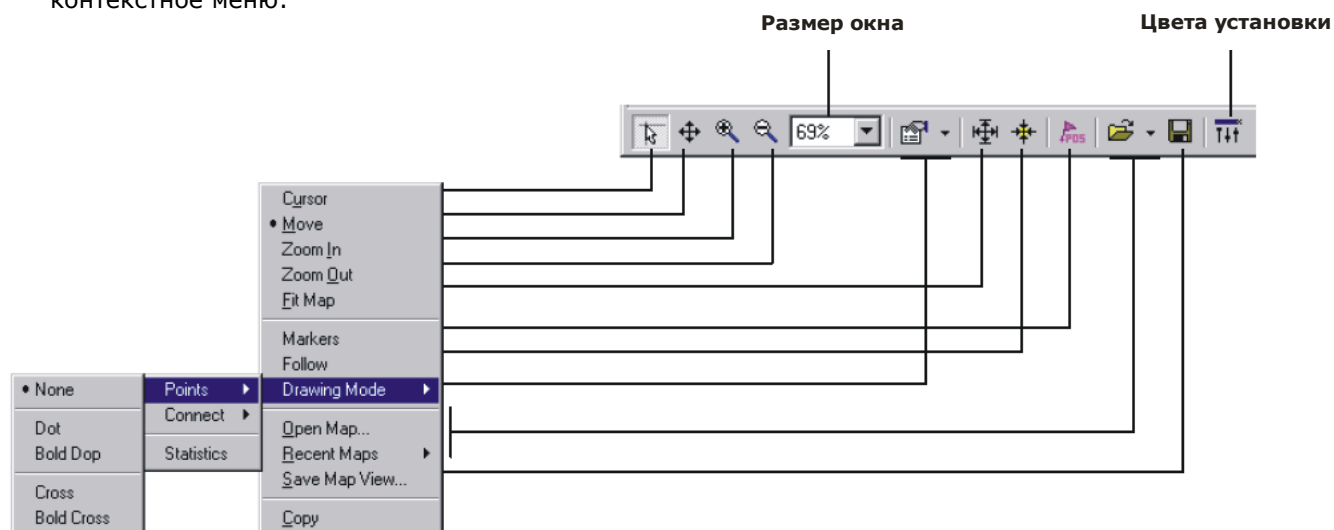 контекстное меню.
Размер окна
Цвета установки
69%
+POS
Cursor
Move
Zoom In
Zoom Out
Fit Map
Markers
Follow
Drawing Mode
Open Map...
Recent Maps
Save Map View...
Copy
Points
Connect
Statistics
None
Dot
Bold Dop
Cross
Bold Cross